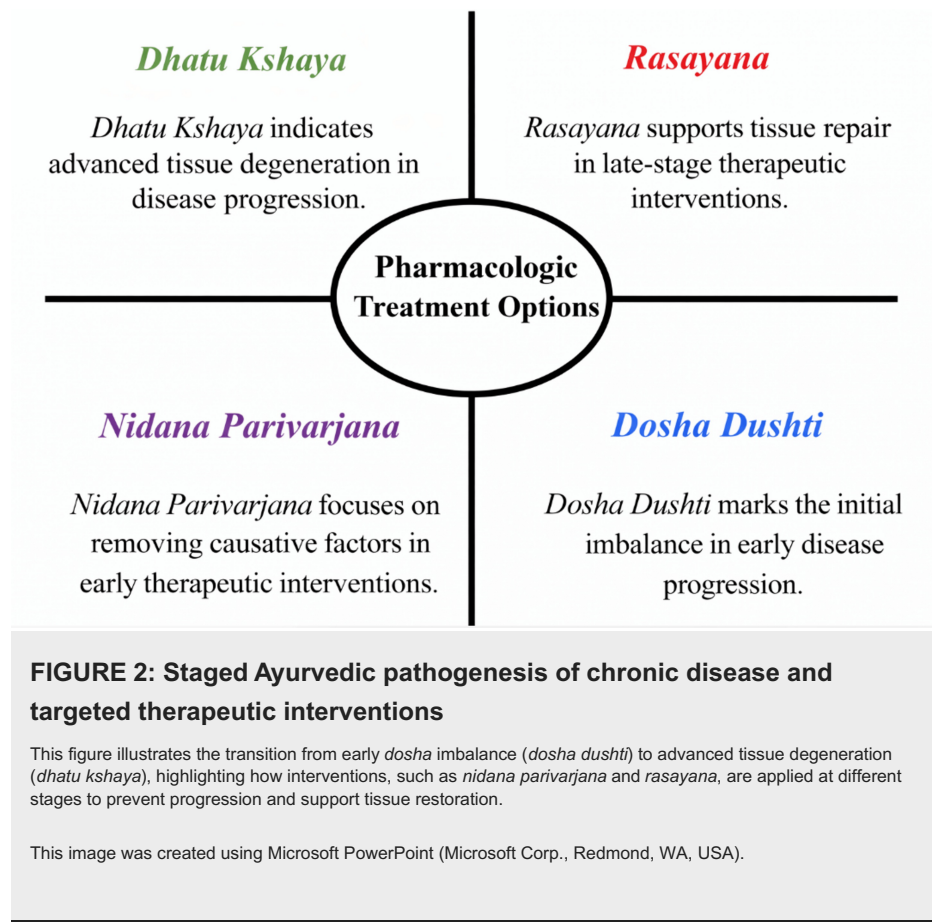 Dhatu Kshaya
Dhatu Kshaya indicates
advanced tissue degeneration in
disease progression.
Rasayana
Rasayana supports tissue repair
in late-stage therapeutic
interventions.
Pharmacologic
Treatment Options
Nidana Parivarjana
Nidana Parivarjana focuses on
removing causative factors in
early therapeutic interventions.
Dosha Dushti
Dosha Dushti marks the initial
imbalance in early disease
progression.
FIGURE 2: Staged Ayurvedic pathogenesis of chronic disease and
targeted therapeutic interventions
This figure illustrates the transition from early dosha imbalance (dosha dushti) to advanced tissue degeneration
(dhatu kshaya), highlighting how interventions, such as nidana parivarjana and rasayana, are applied at different
stages to prevent progression and support tissue restoration.
This image was created using Microsoft PowerPoint (Microsoft Corp., Redmond, WA, USA).